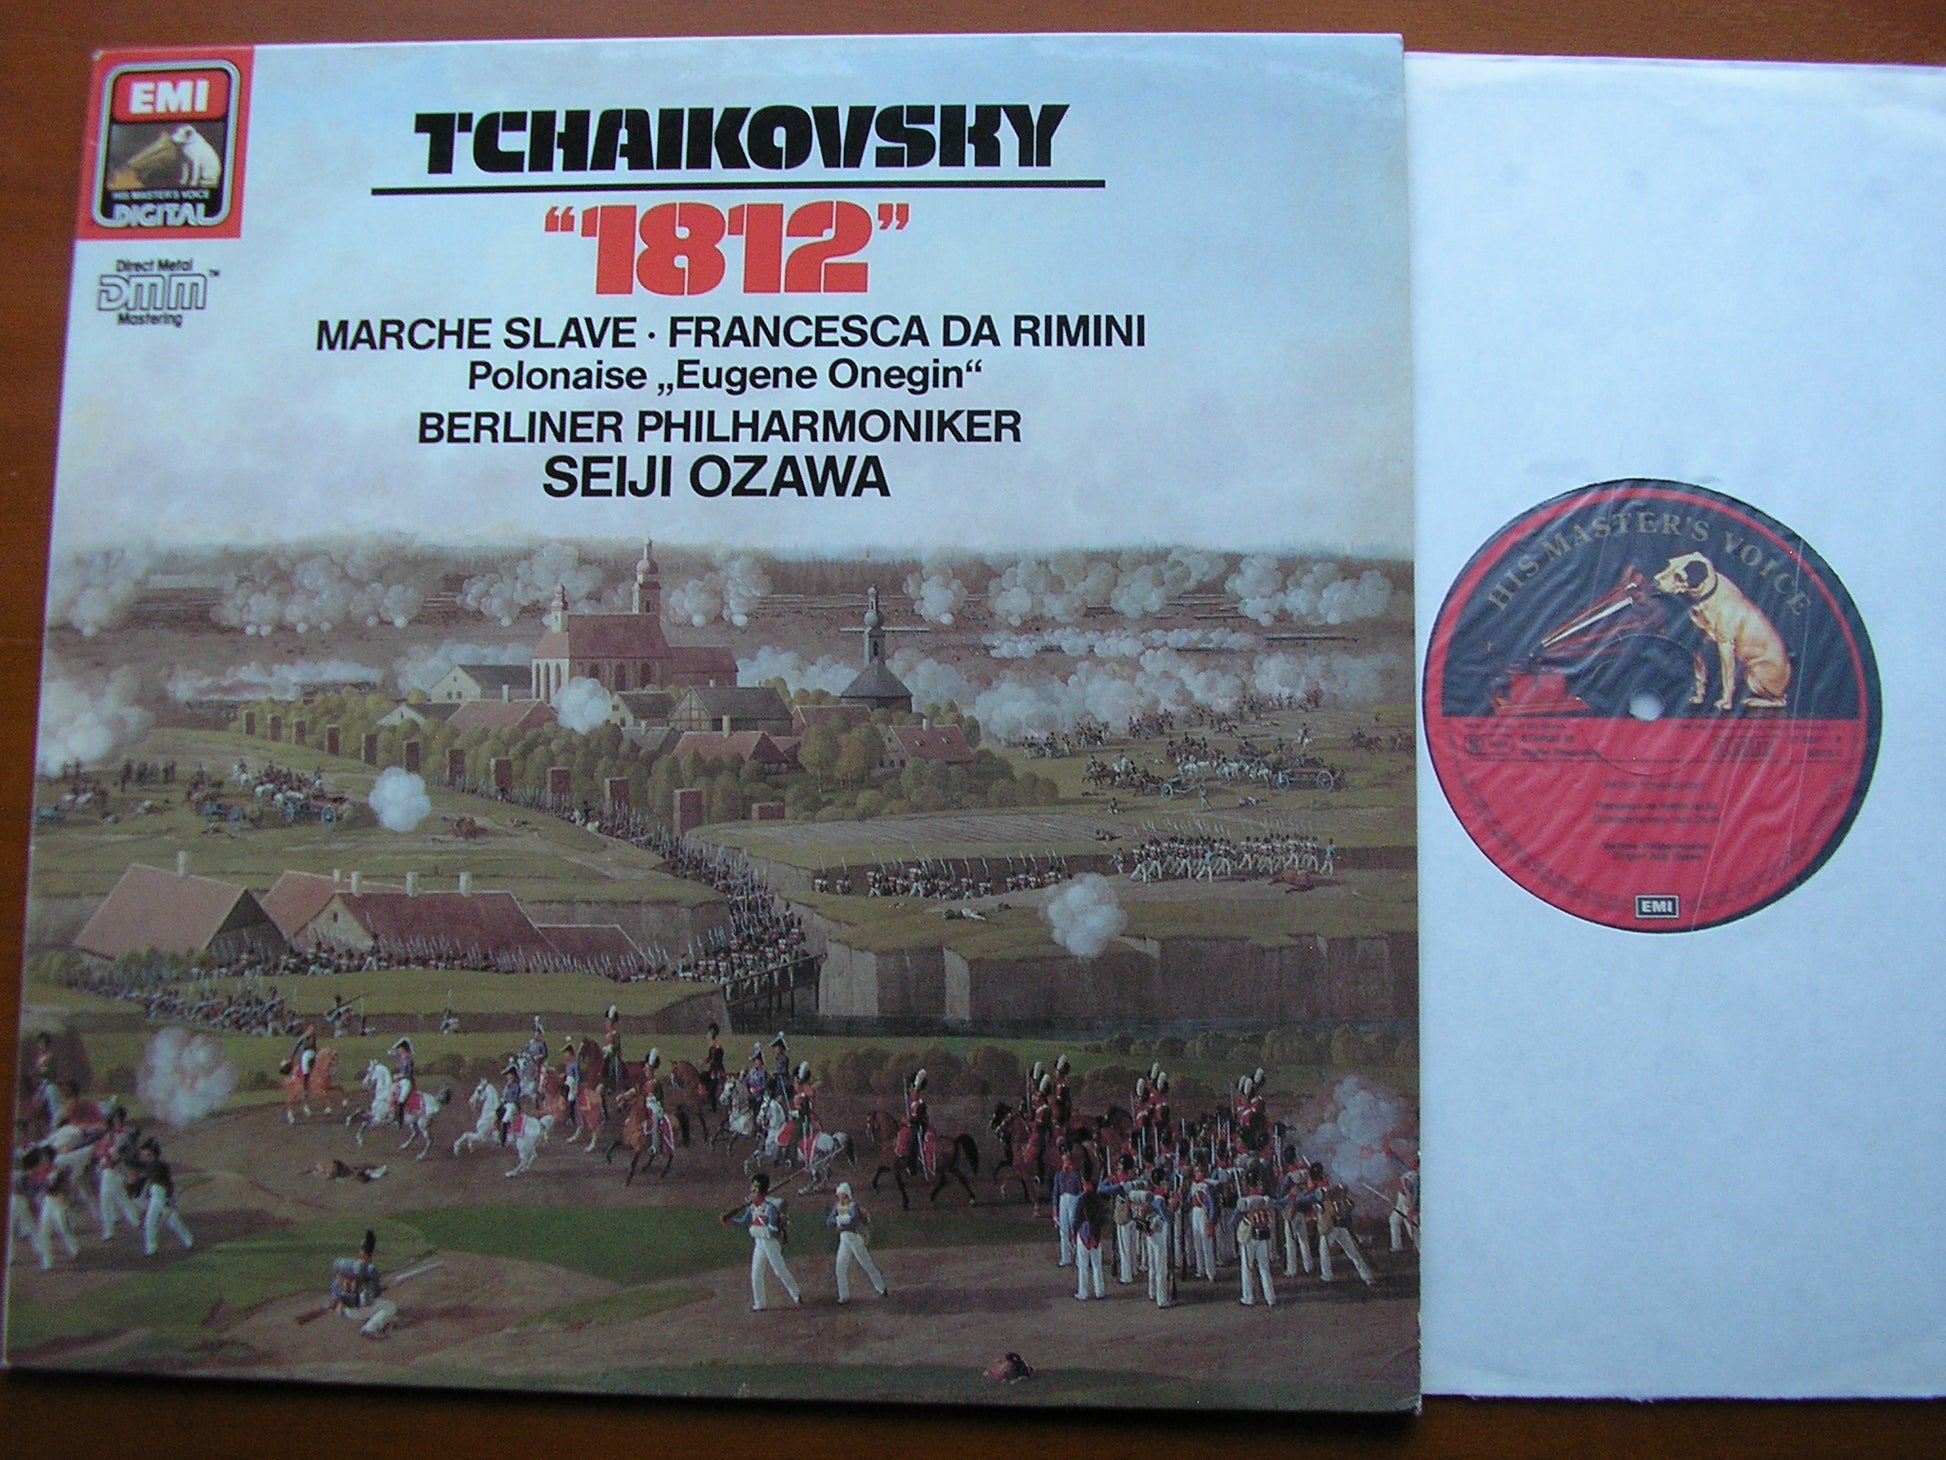 EMI
HIS MASTER'S VOICE
DIGITAL
Direct Metal
DMM™
Mastering
TCHAIKOVSKY
“1812”
MARCHE SLAVE · FRANCESCA DA RIMINI
Polonaise „Eugene Onegin“
BERLINER PHILHARMONIKER
SEIJI OZAWA
HIS MASTER'S VOICE
EMI